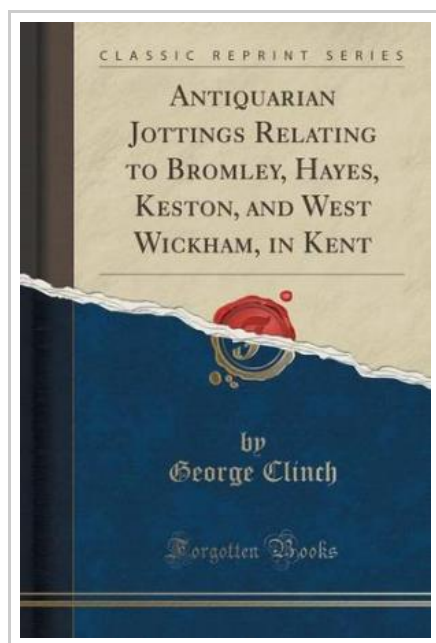 CLASSIC REPRINT SERIES
ANTIQUARIAN
JOTTINGS RELATING
TO BROMLEY, HAYES,
KESTON, AND WEST
WICKHAM, IN KENT
by
George Clinch
Forgotten Books